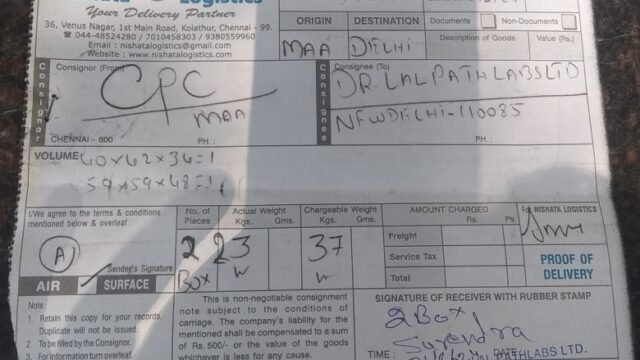 Logistics
Your Delivery Partner
36, Venus Nagar, 1st Main Road, Kolathur, Chennai - 99.
☎ 044-48524280 / 7010458303 / 9380559960
Email : nishatalogistics@gmail.com
Website : www.nishatalogistics.com
ORIGIN DESTINATION Documents Non-Documents
MAA DELHI Description of Goods Value (Rs.)
Consignor
Consignor (From)
CPC
MAA
CHENNAI - 600 PH. :
Consignee
Consignee (To)
DR. LAL PATH LABS LTD
NEW DELHI-110085
PH. :
VOLUME 40×42×36=1
59×59×48=1
I/We agree to the terms & conditions mentioned below & overleaf
No. of Pieces Actual Weight Kgs. Gms. Chargeable Weight Kgs. Gms.
AMOUNT CHARGED Rs. Ps.
For NISHATA LOGISTICS
A
2 BOX 23 37
Freight
Service Tax
Total
PROOF OF DELIVERY
Sender's Signature
AIR SURFACE
Note:
1. Retain this copy for your records.
Duplicate will not be issued.
2. To be filled by the Consignor.
3. For information turn overleaf.
This is non-negotiable consignment
note subject to the conditions of
carriage. The company's liability for the
mentioned shall be compensated to a sum
of Rs. 500/- or the value of the goods
whichever is less for any cause.
SIGNATURE OF RECEIVER WITH RUBBER STAMP
2 Box
Surendra
TIME :
PATHLABS LTD.